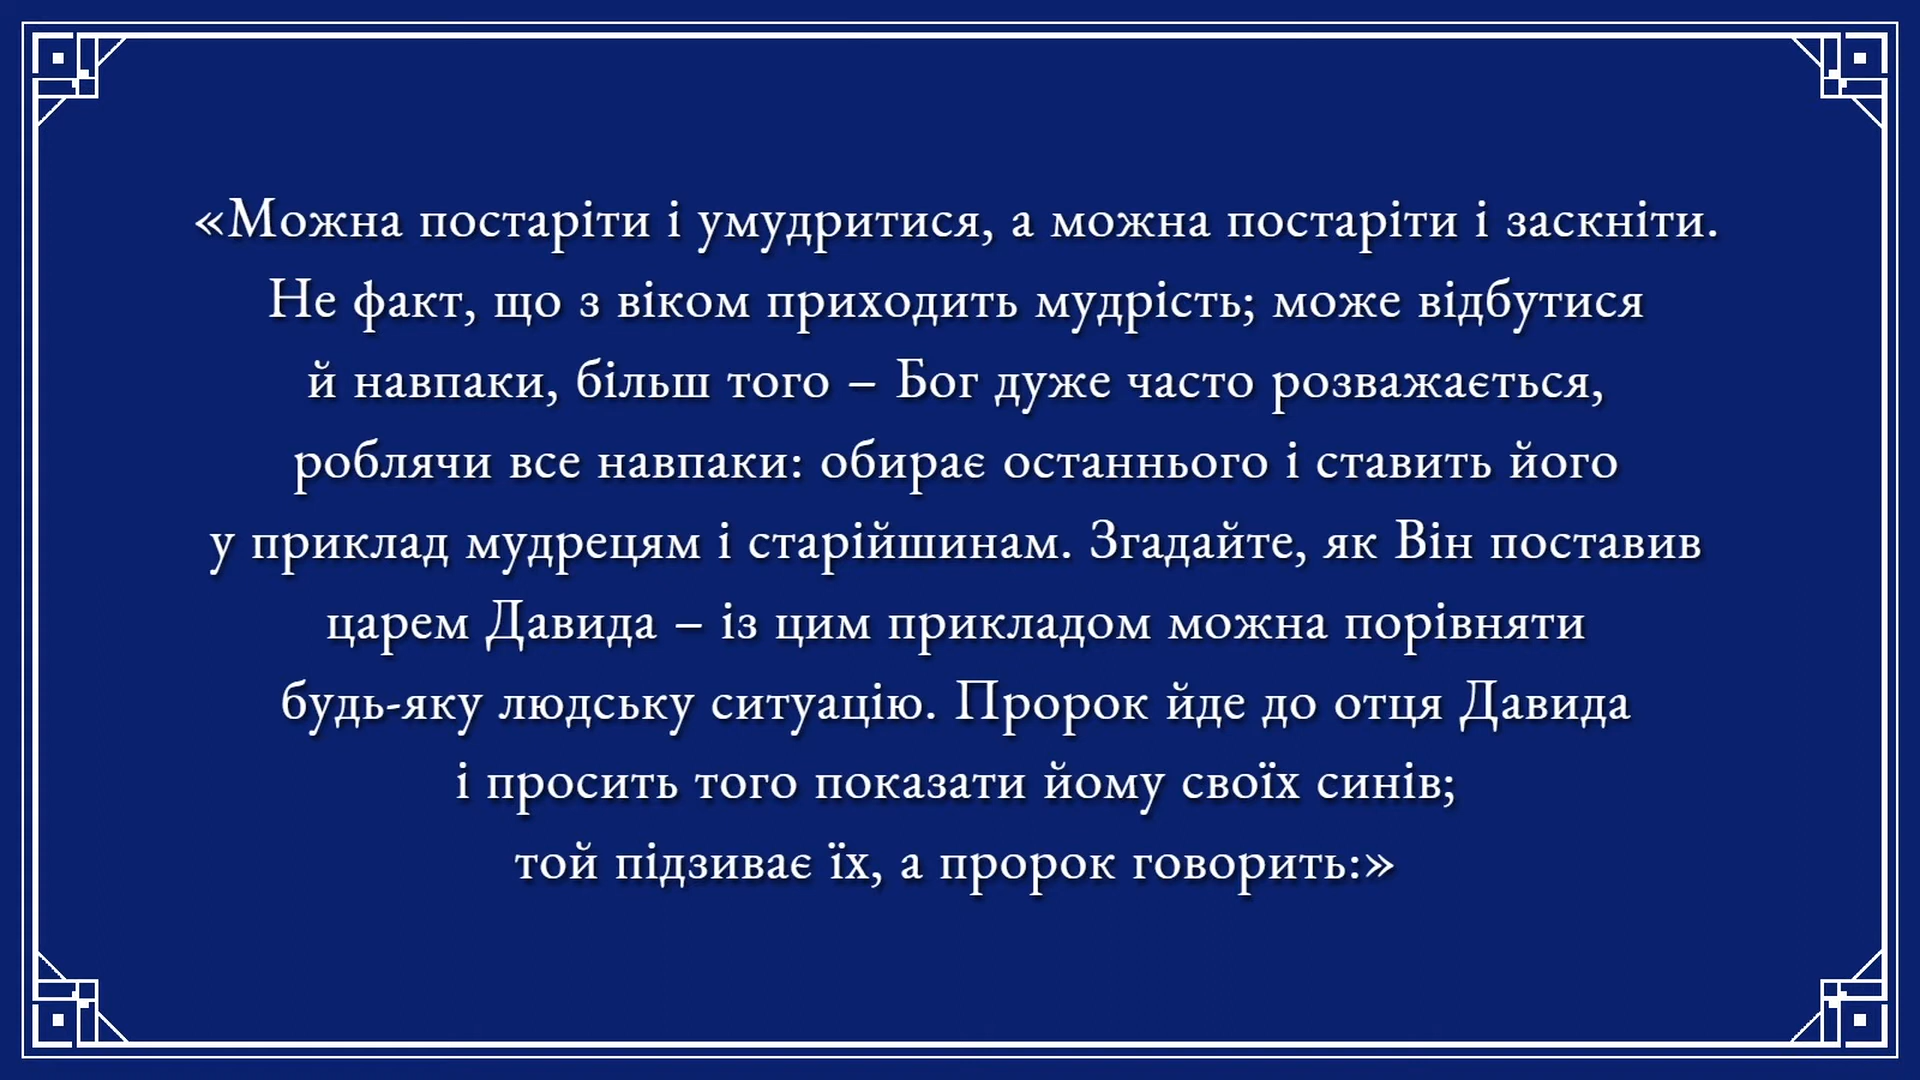 «Можна постаріти і умудритися, а можна постаріти і заскніти.
Не факт, що з віком приходить мудрість; може відбутися
й навпаки, більш того – Бог дуже часто розважається,
роблячи все навпаки: обирає останнього і ставить його
у приклад мудрецям і старійшинам. Згадайте, як Він поставив
царем Давида – із цим прикладом можна порівняти
будь-яку людську ситуацію. Пророк йде до отця Давида
і просить того показати йому своїх синів;
той підзиває їх, а пророк говорить:»